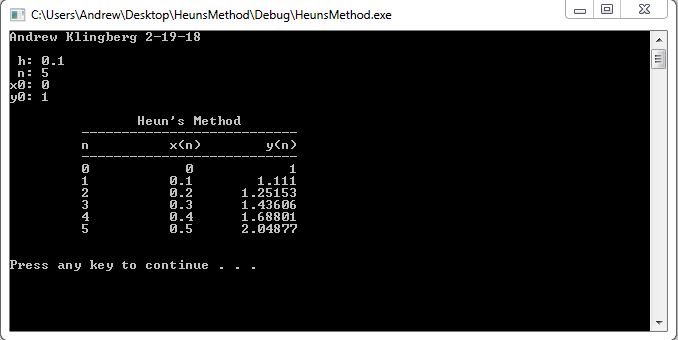 C:\Users\Andrew\Desktop\HeunsMethod\Debug\HeunsMethod.exe
Andrew Klingberg 2-19-18
h: 0.1
n: 5
x0: 0
y0: 1
Heun's Method
n x(n) y(n)
0 0 1
1 0.1 1.111
2 0.2 1.25153
3 0.3 1.43606
4 0.4 1.68801
5 0.5 2.04877
Press any key to continue . . .